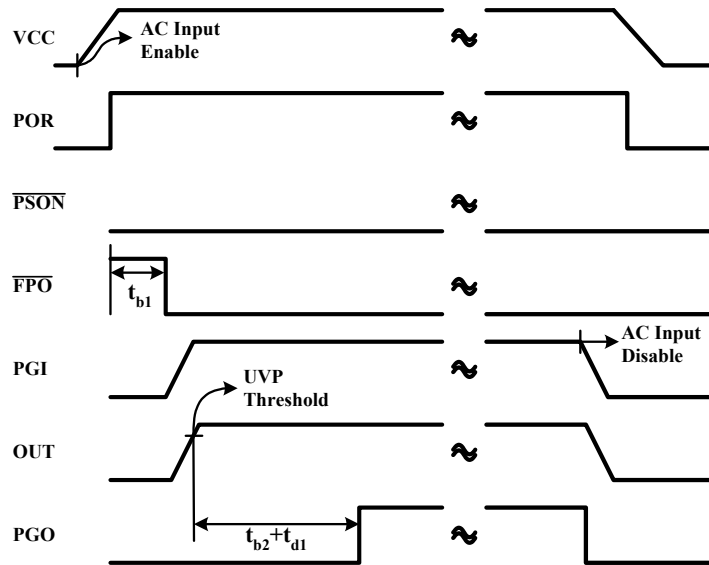 VCC
AC Input
Enable
POR
PSON
FPO
tb1
PGI
AC Input
Disable
UVP
Threshold
OUT
tb2+td1
PGO